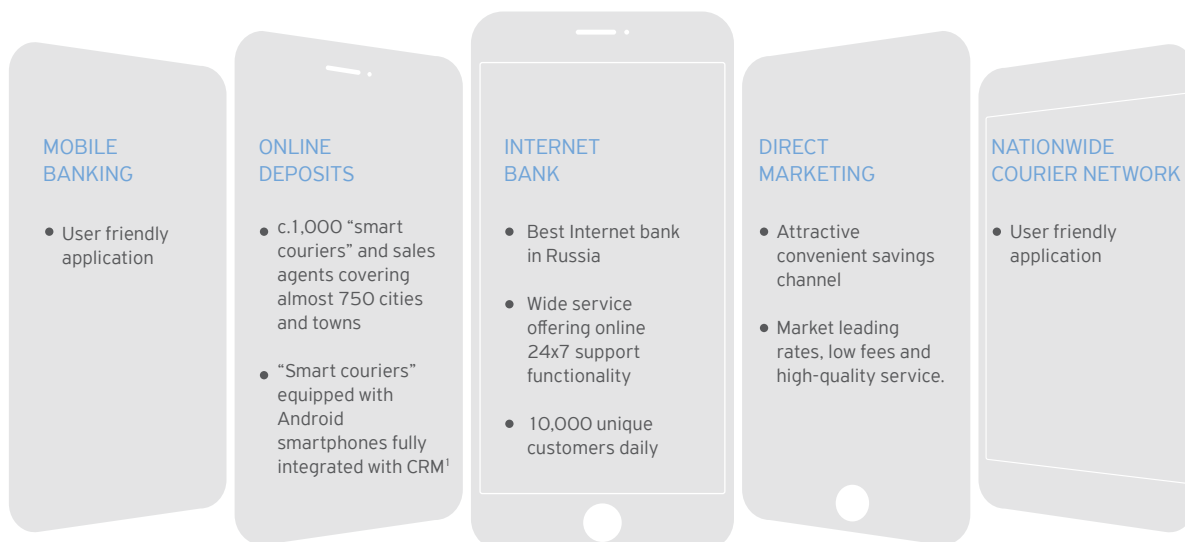 MOBILE
BANKING
• User friendly
application
ONLINE
DEPOSITS
• c.1,000 “smart
couriers” and sales
agents covering
almost 750 cities
and towns
• “Smart couriers”
equipped with
Android
smartphones fully
integrated with CRM¹
INTERNET
BANK
• Best Internet bank
in Russia
• Wide service
offering online
24x7 support
functionality
• 10,000 unique
customers daily
DIRECT
MARKETING
• Attractive
convenient savings
channel
• Market leading
rates, low fees and
high-quality service.
NATIONWIDE
COURIER NETWORK
• User friendly
application